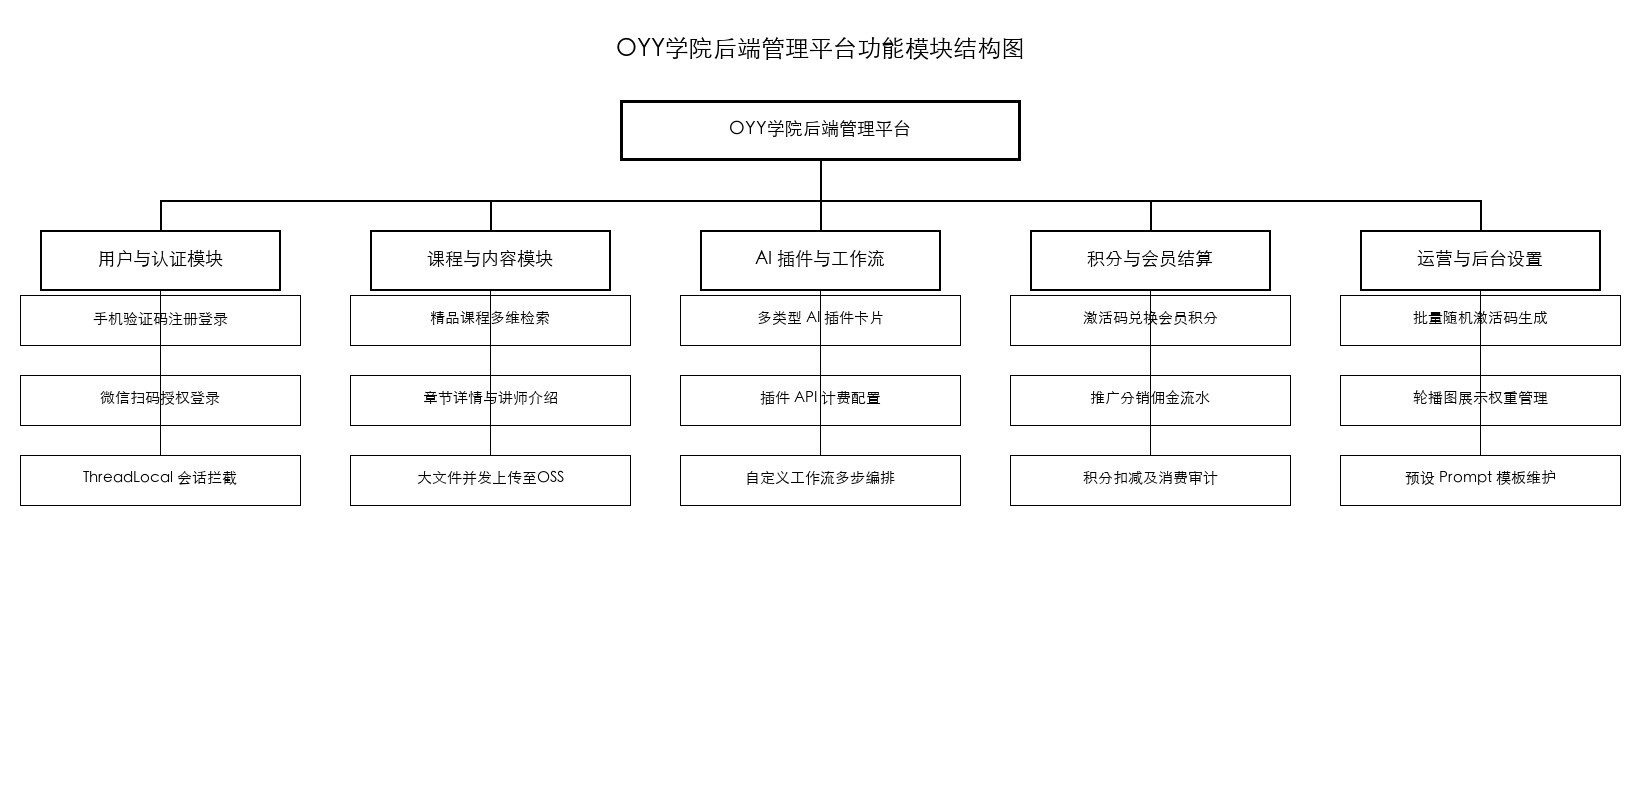 OYY学院后端管理平台功能模块结构图
OYY学院后端管理平台
用户与认证模块
课程与内容模块
AI 插件与工作流
积分与会员结算
运营与后台设置
手机验证码注册登录
精品课程多维检索
多类型 AI 插件卡片
激活码兑换会员积分
批量随机激活码生成
微信扫码授权登录
章节详情与讲师介绍
插件 API 计费配置
推广分销佣金流水
轮播图展示权重管理
ThreadLocal 会话拦截
大文件并发上传至OSS
自定义工作流多步编排
积分扣减及消费审计
预设 Prompt 模板维护